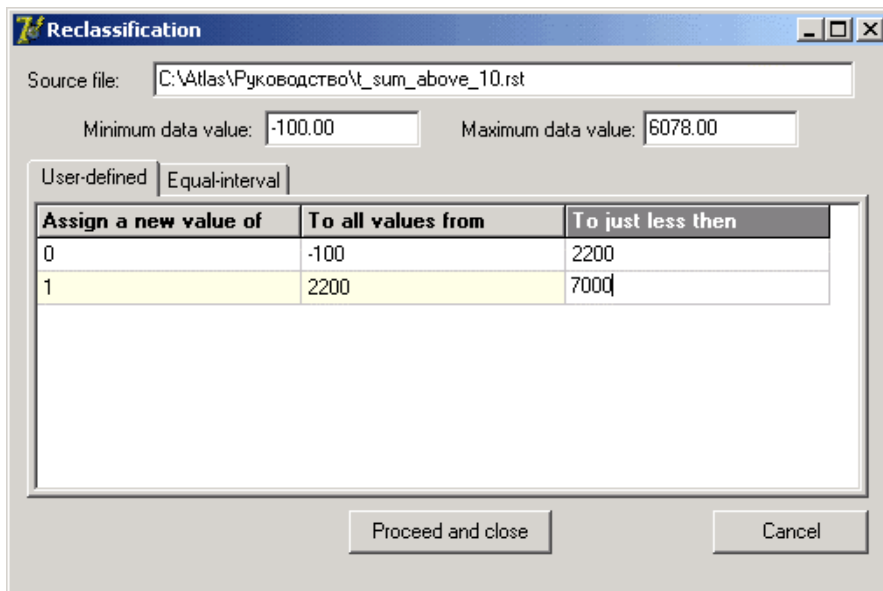 Reclassification
Source file: C:\Atlas\Руководство\t_sum_above_10.rst
Minimum data value: -100.00 Maximum data value: 6078.00
User-defined Equal-interval
Assign a new value of To all values from To just less then
0 -100 2200
1 2200 7000
Proceed and close Cancel